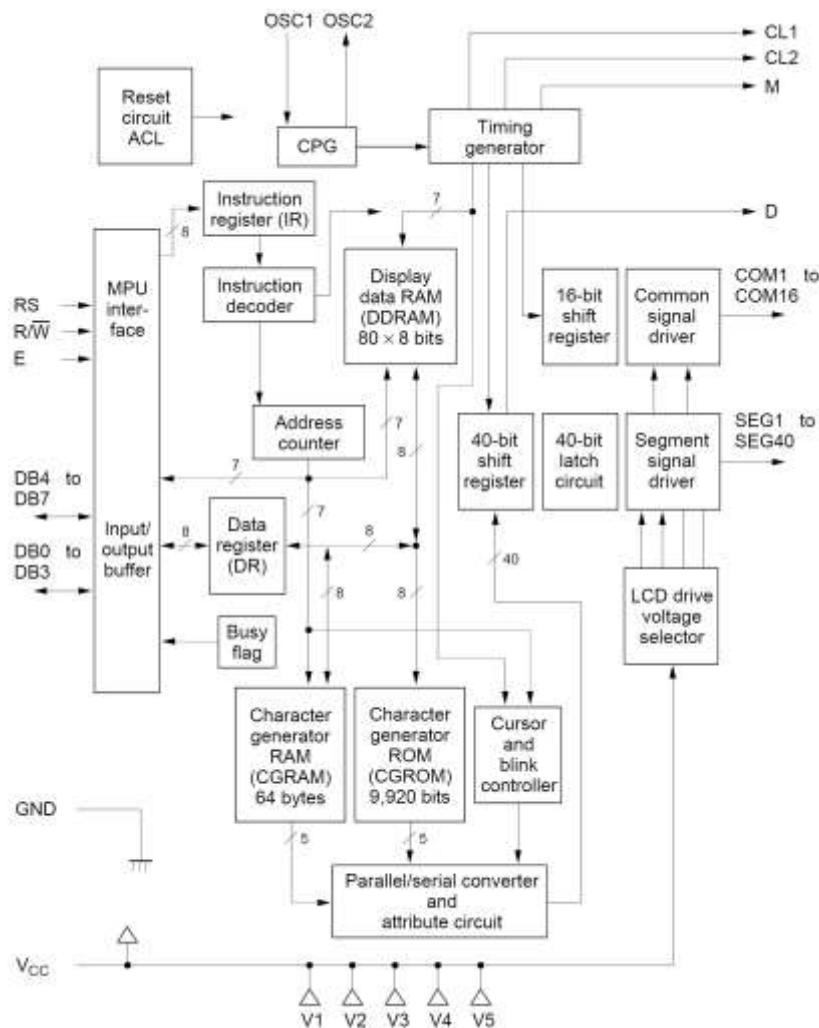 OSC1 OSC2
CL1
CL2
M
Reset
circuit
ACL
CPG
Timing
generator
Instruction
register (IR)
8
7
D
MPU
inter-
face
Instruction
decoder
Display
data RAM
(DDRAM)
80 × 8 bits
16-bit
shift
register
Common
signal
driver
COM1 to
COM16
RS
R/W̅
E
Address
counter
7
8
40-bit
shift
register
40-bit
latch
circuit
Segment
signal
driver
SEG1 to
SEG40
DB4 to
DB7
7
7
Input/
output
buffer
8
Data
register
(DR)
8
DB0 to
DB3
8
8
40
LCD drive
voltage
selector
Busy
flag
Character
generator
RAM
(CGRAM)
64 bytes
Character
generator
ROM
(CGROM)
9,920 bits
Cursor
and
blink
controller
GND
5
5
Parallel/serial converter
and
attribute circuit
VCC
V1 V2 V3 V4 V5